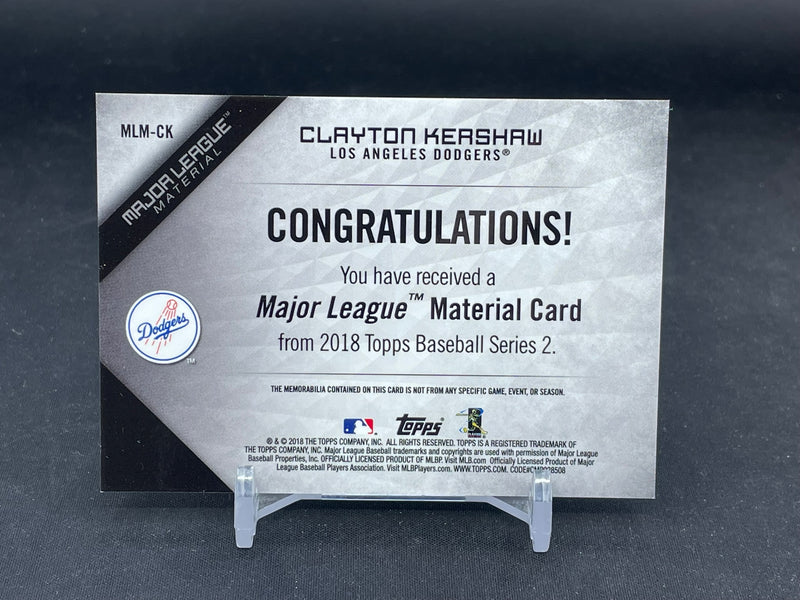 MLM-CK
MAJOR LEAGUE™
MATERIAL
CLAYTON KERSHAW
LOS ANGELES DODGERS®
CONGRATULATIONS!
You have received a
Major League™ Material Card
from 2018 Topps Baseball Series 2.
Dodgers
TM
THE MEMORABILIA CONTAINED ON THIS CARD IS NOT FROM ANY SPECIFIC GAME, EVENT, OR SEASON.
Topps
® & © 2018 THE TOPPS COMPANY, INC. ALL RIGHTS RESERVED. TOPPS IS A REGISTERED TRADEMARK OF
THE TOPPS COMPANY, INC. Major League Baseball trademarks and copyrights are used with permission of Major League
Baseball Properties, Inc. OFFICIALLY LICENSED PRODUCT OF MLBP. Visit MLB.com Officially Licensed Product of Major
League Baseball Players Association. Visit MLBPlayers.com. WWW.TOPPS.COM.